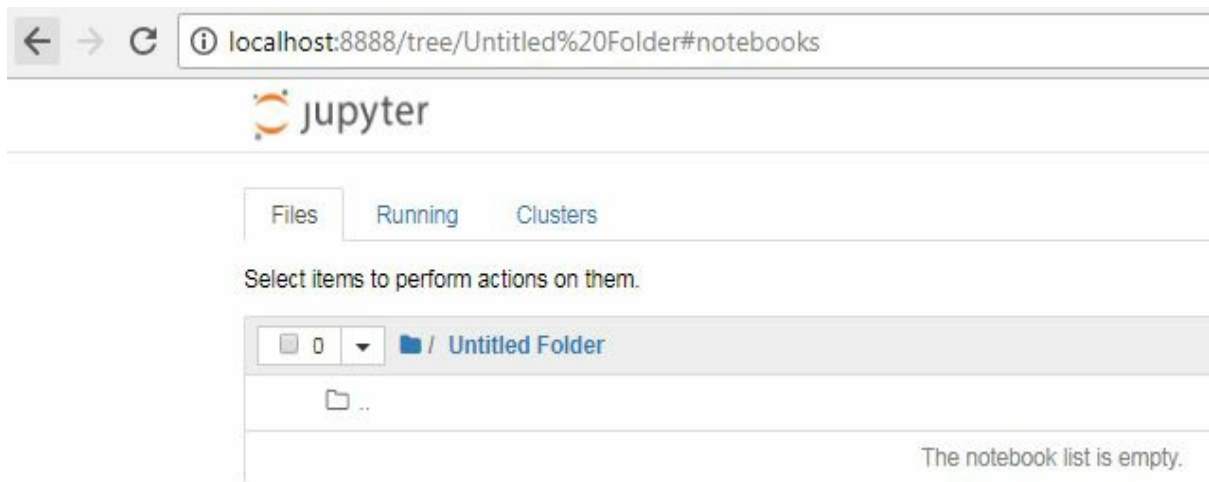 localhost:8888/tree/Untitled%20Folder#notebooks
jupyter
Files Running Clusters
Select items to perform actions on them.
0 / Untitled Folder
..
The notebook list is empty.